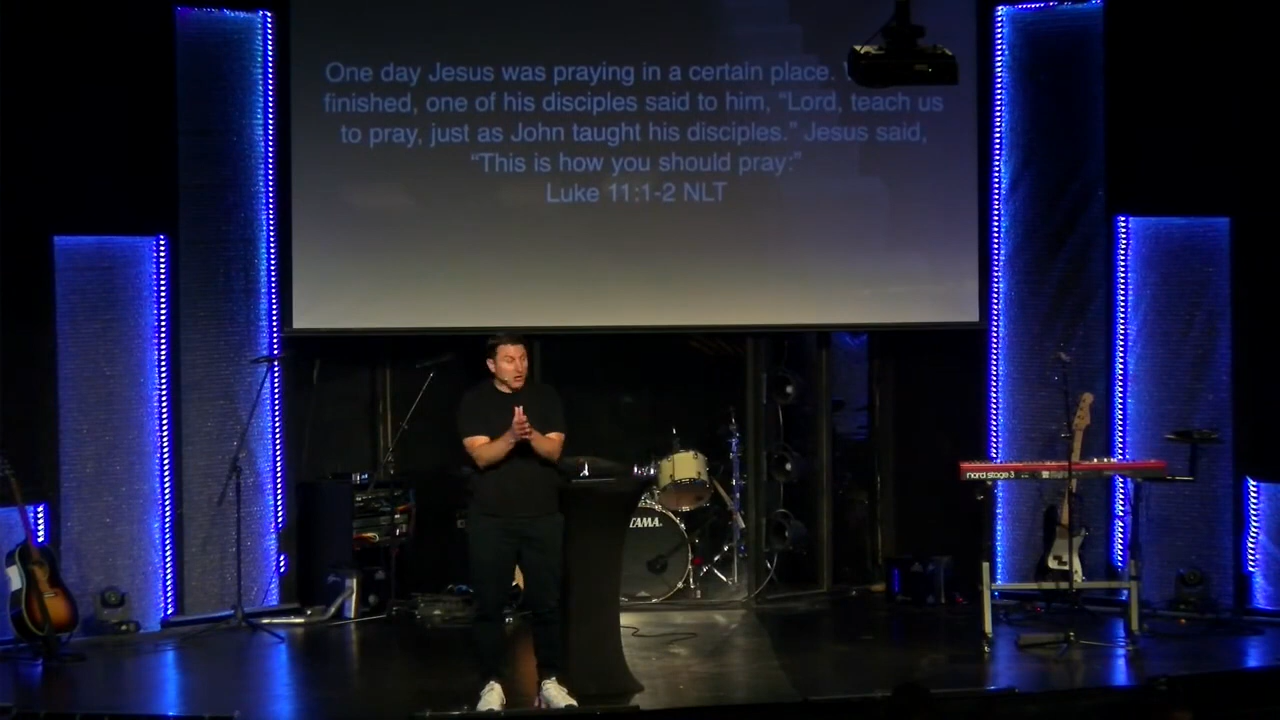 One day Jesus was praying in a certain place.
finished, one of his disciples said to him, “Lord, teach us
to pray, just as John taught his disciples.” Jesus said,
“This is how you should pray:”
Luke 11:1-2 NLT
nord stage 3
TAMA